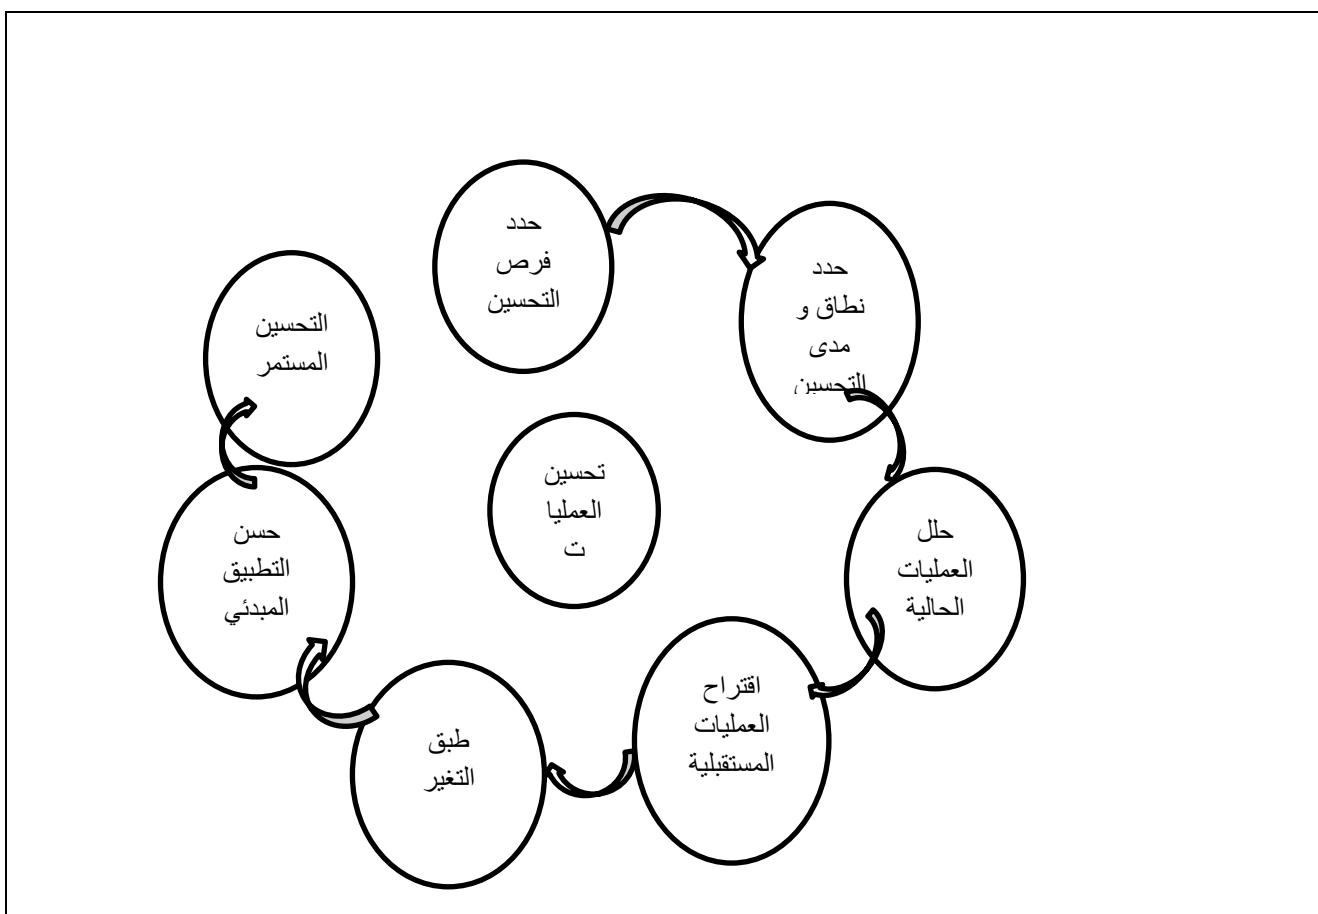 حدد
فرص
التحسين
حدد
نطاق و
مدى
التحسين
حلل
العمليات
الحالية
اقتراح
العمليات
المستقبلية
طبق
التغير
حسن
التطبيق
المبدئي
التحسين
المستمر
تحسين
العمليا
ت